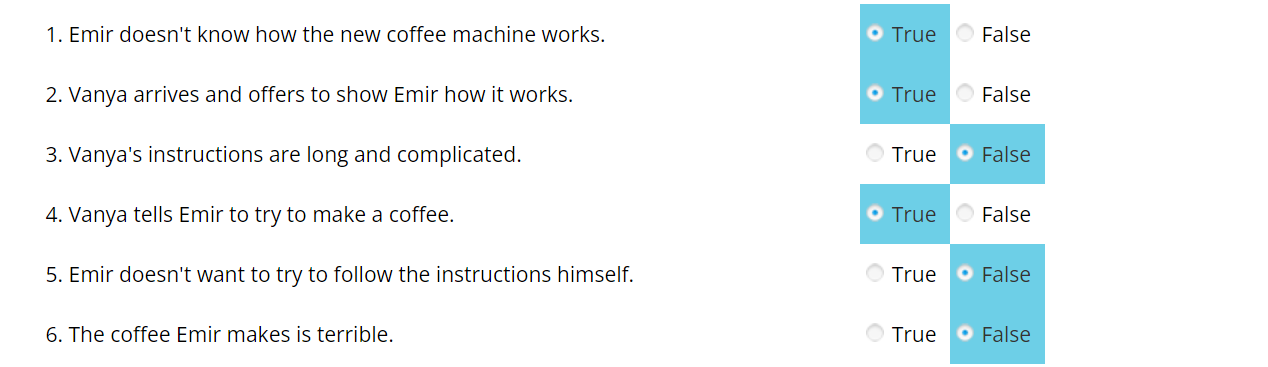 1. Emir doesn't know how the new coffee machine works. True False
2. Vanya arrives and offers to show Emir how it works. True False
3. Vanya's instructions are long and complicated. True False
4. Vanya tells Emir to try to make a coffee. True False
5. Emir doesn't want to try to follow the instructions himself. True False
6. The coffee Emir makes is terrible. True False